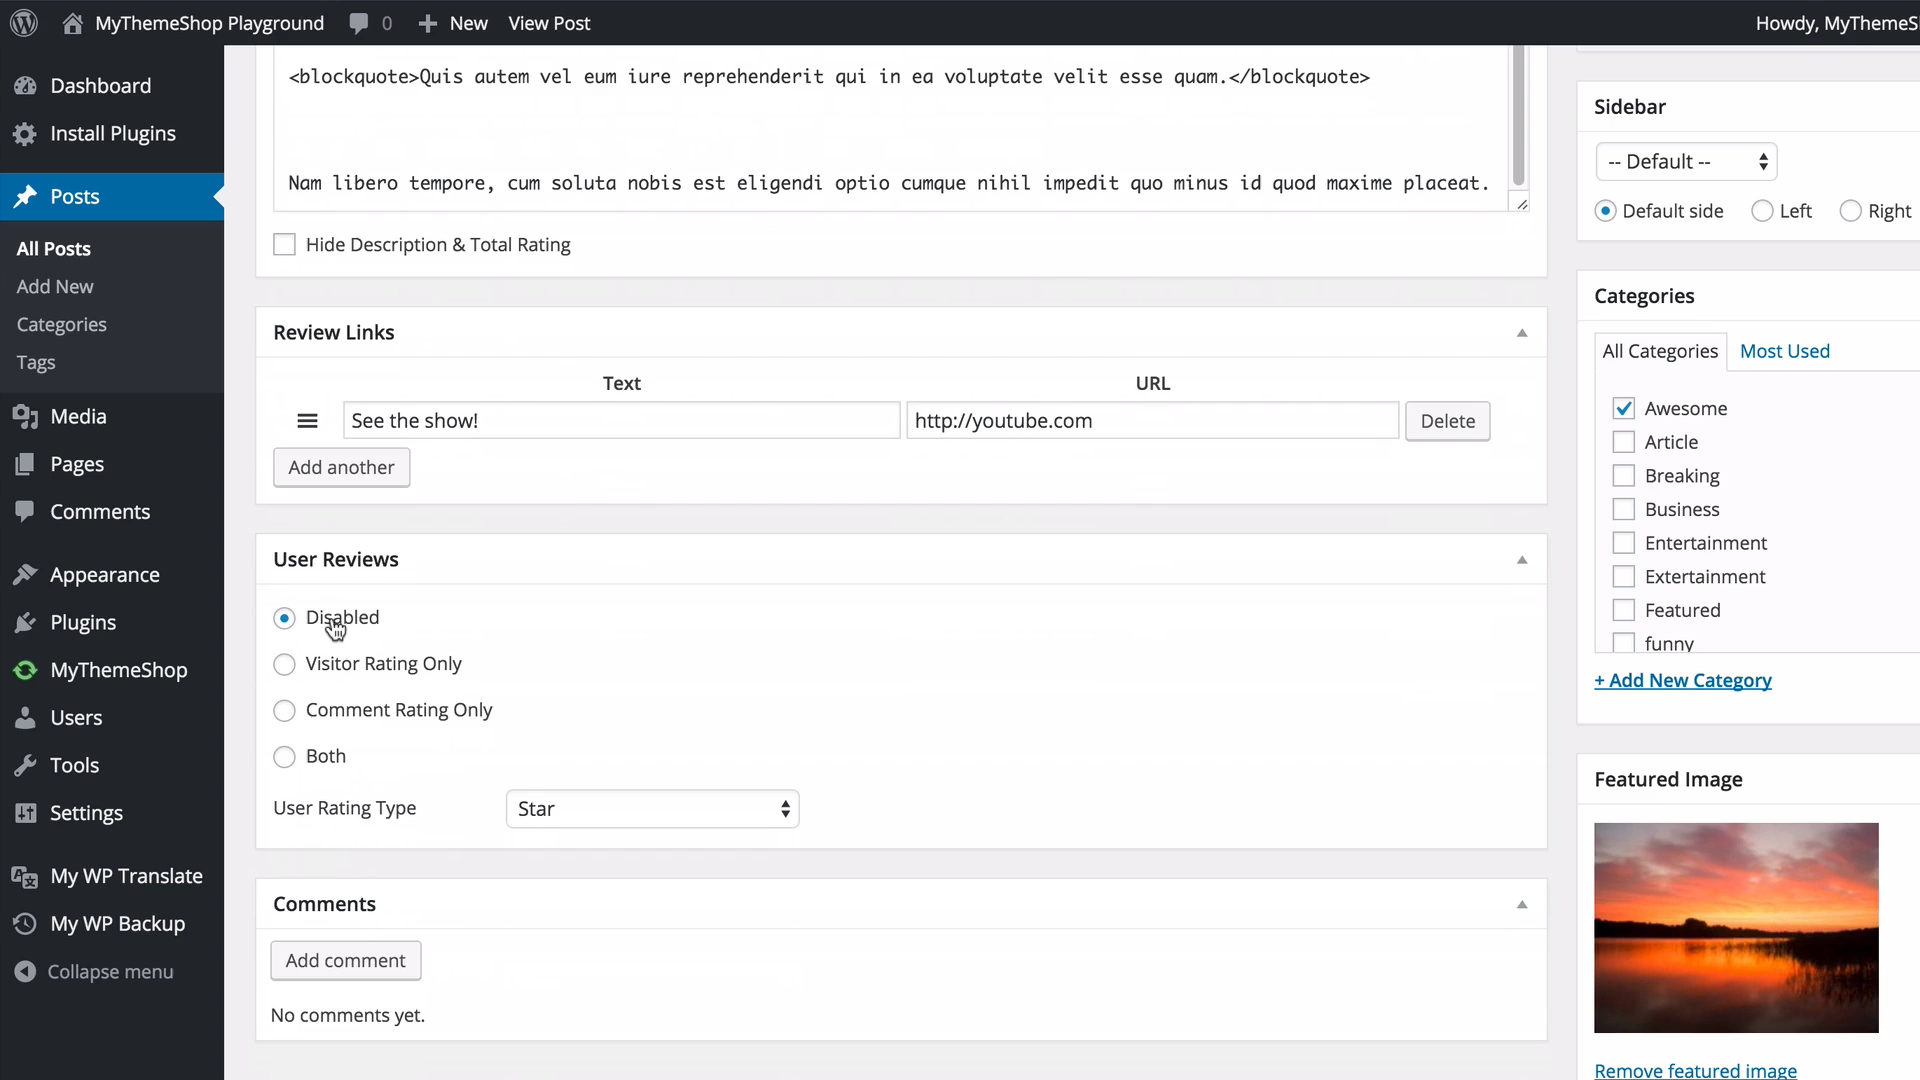 MyThemeShop Playground 0 New View Post Howdy, MyThemeS
Dashboard
Install Plugins
Posts
All Posts
Add New
Categories
Tags
Media
Pages
Comments
Appearance
Plugins
MyThemeShop
Users
Tools
Settings
My WP Translate
My WP Backup
Collapse menu
<blockquote>Quis autem vel eum iure reprehenderit qui in ea voluptate velit esse quam.</blockquote>
Nam libero tempore, cum soluta nobis est eligendi optio cumque nihil impedit quo minus id quod maxime placeat.
Hide Description & Total Rating
Review Links
Text URL
See the show! http://youtube.com Delete
Add another
User Reviews
Disabled
Visitor Rating Only
Comment Rating Only
Both
User Rating Type Star
Comments
Add comment
No comments yet.
Sidebar
-- Default --
Default side Left Right
Categories
All Categories Most Used
Awesome
Article
Breaking
Business
Entertainment
Extertainment
Featured
funny
+ Add New Category
Featured Image
Remove featured image